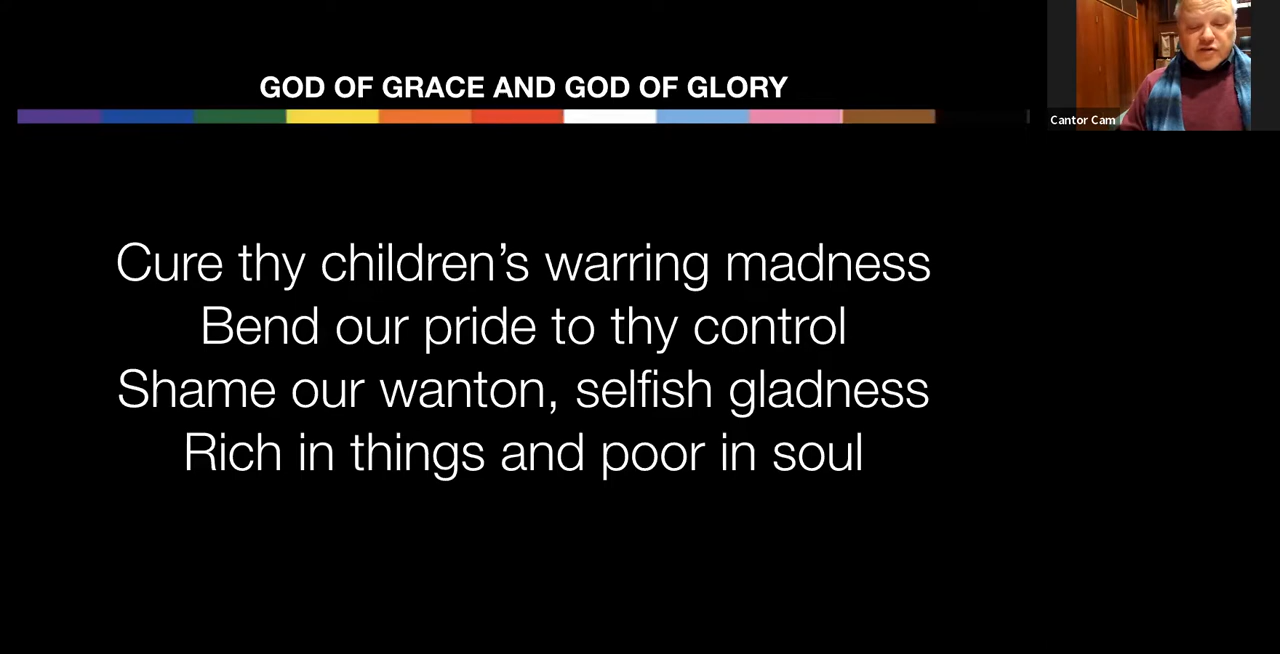 GOD OF GRACE AND GOD OF GLORY
Cantor Cam
Cure thy children’s warring madness
Bend our pride to thy control
Shame our wanton, selfish gladness
Rich in things and poor in soul